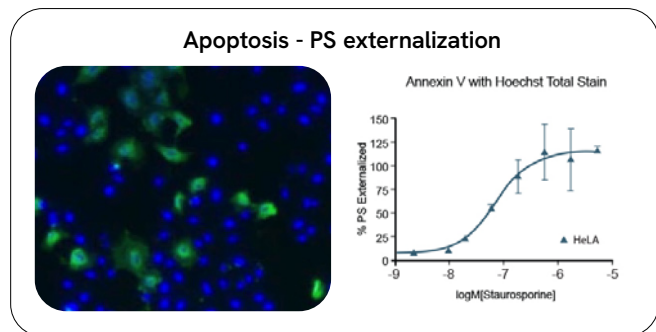 Apoptosis - PS externalization
Annexin V with Hoechst Total Stain
% PS Externalized
150
125
100
75
50
25
0
HeLA
-9
-8
-7
-6
-5
logM[Staurosporine]